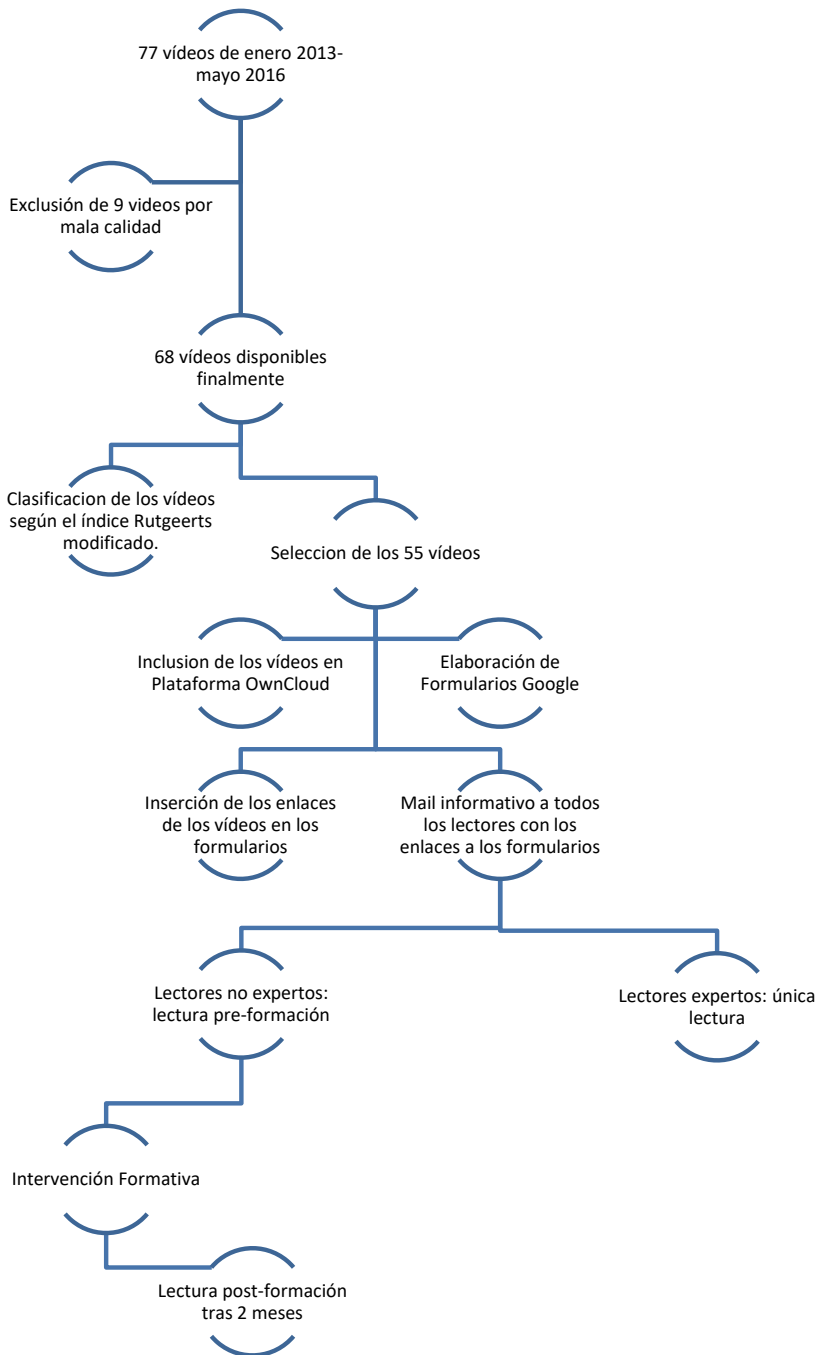 77 vídeos de enero 2013-
mayo 2016
Exclusión de 9 videos por
mala calidad
68 vídeos disponibles
finalmente
Clasificacion de los vídeos
según el índice Rutgeerts
modificado.
Seleccion de los 55 vídeos
Inclusion de los vídeos en
Plataforma OwnCloud
Elaboración de
Formularios Google
Inserción de los enlaces
de los vídeos en los
formularios
Mail informativo a todos
los lectores con los
enlaces a los formularios
Lectores no expertos:
lectura pre-formación
Lectores expertos: única
lectura
Intervención Formativa
Lectura post-formación
tras 2 meses